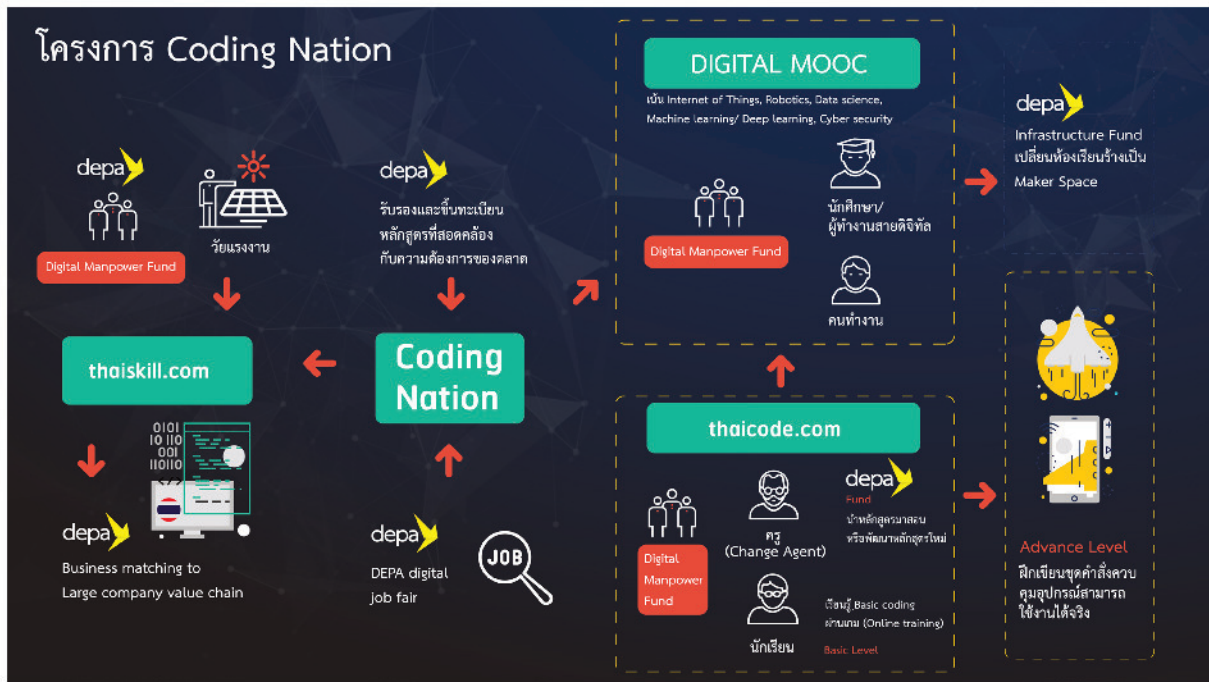 โครงการ Coding Nation
depa
Digital Manpower Fund
วัยแรงงาน
depa
รับรองและขึ้นทะเบียน
หลักสูตรที่สอดคล้อง
กับความต้องการของตลาด
thaiskill.com
Coding
Nation
0101
10 110
001
110110
depa
Business matching to
Large company value chain
depa
DEPA digital
job fair
JOB
DIGITAL MOOC
เน้น Internet of Things, Robotics, Data science,
Machine learning/ Deep learning, Cyber security
Digital Manpower Fund
นักศึกษา/
ผู้ทำงานสายดิจิทัล
คนทำงาน
depa
Infrastructure Fund
เปลี่ยนห้องเรียนร้างเป็น
Maker Space
thaicode.com
Digital
Manpower
Fund
ครู
(Change Agent)
depa
Fund
นำหลักสูตรมาสอน
หรือพัฒนาหลักสูตรใหม่
นักเรียน
เรียนรู้ Basic coding
ผ่านเกม (Online training)
Basic Level
Advance Level
ฝึกเขียนชุดคำสั่งควบ
คุมอุปกรณ์สามารถ
ใช้งานได้จริง